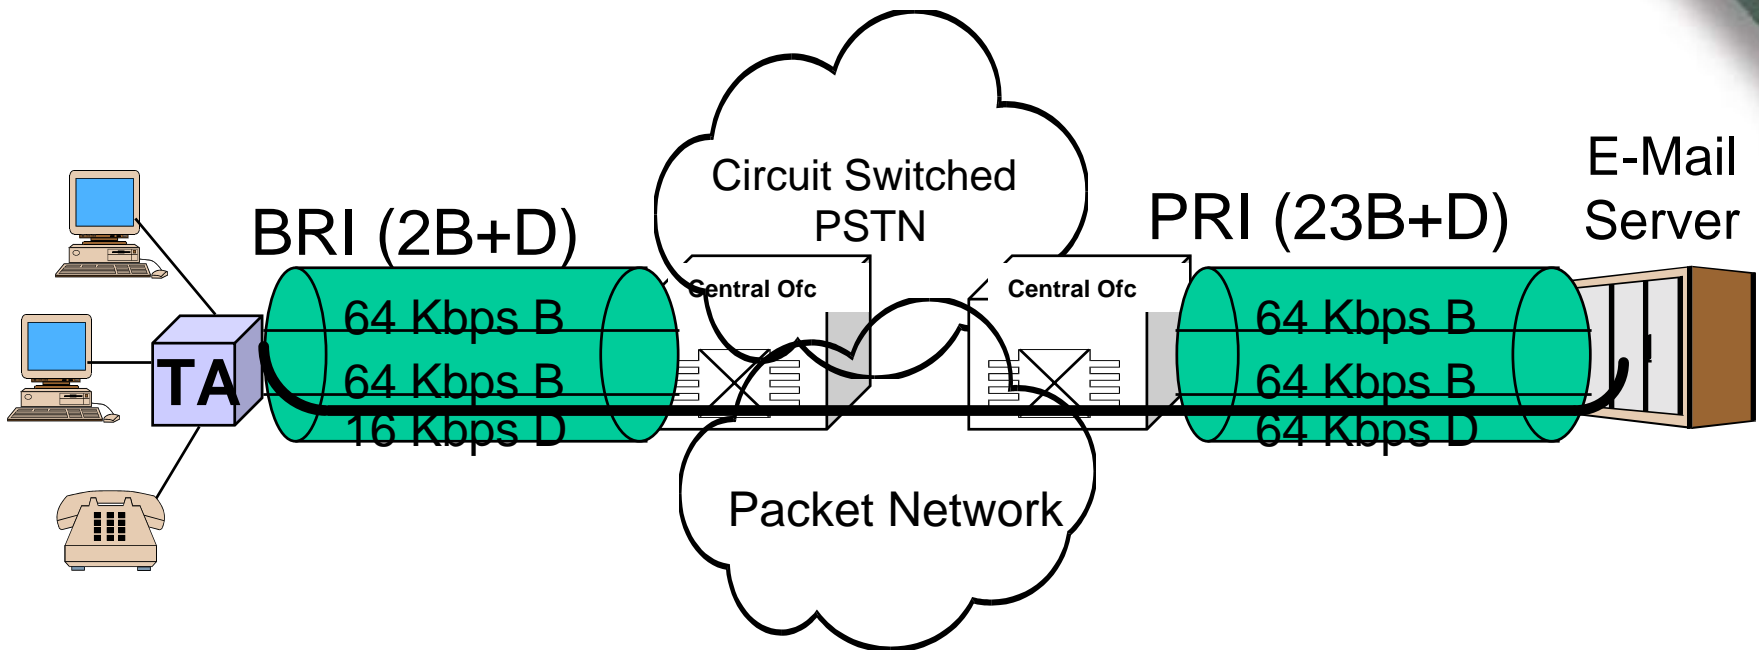 E-Mail
Server
Circuit Switched
PSTN
BRI (2B+D)
PRI (23B+D)
Central Ofc
Central Ofc
64 Kbps B
64 Kbps B
16 Kbps D
64 Kbps B
64 Kbps B
64 Kbps D
TA
Packet Network